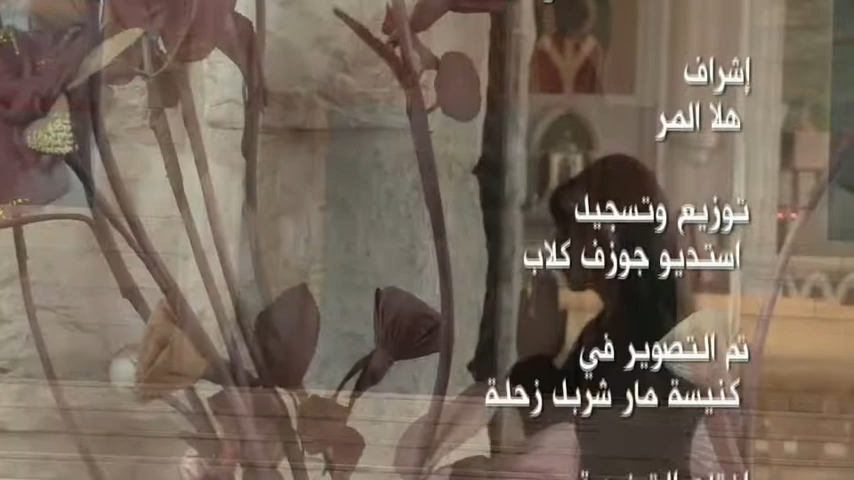 إشراف
هلا المر
توزيع وتسجيل
استديو جوزف كلاب
تم التصوير في
كنيسة مار شربل زحلة